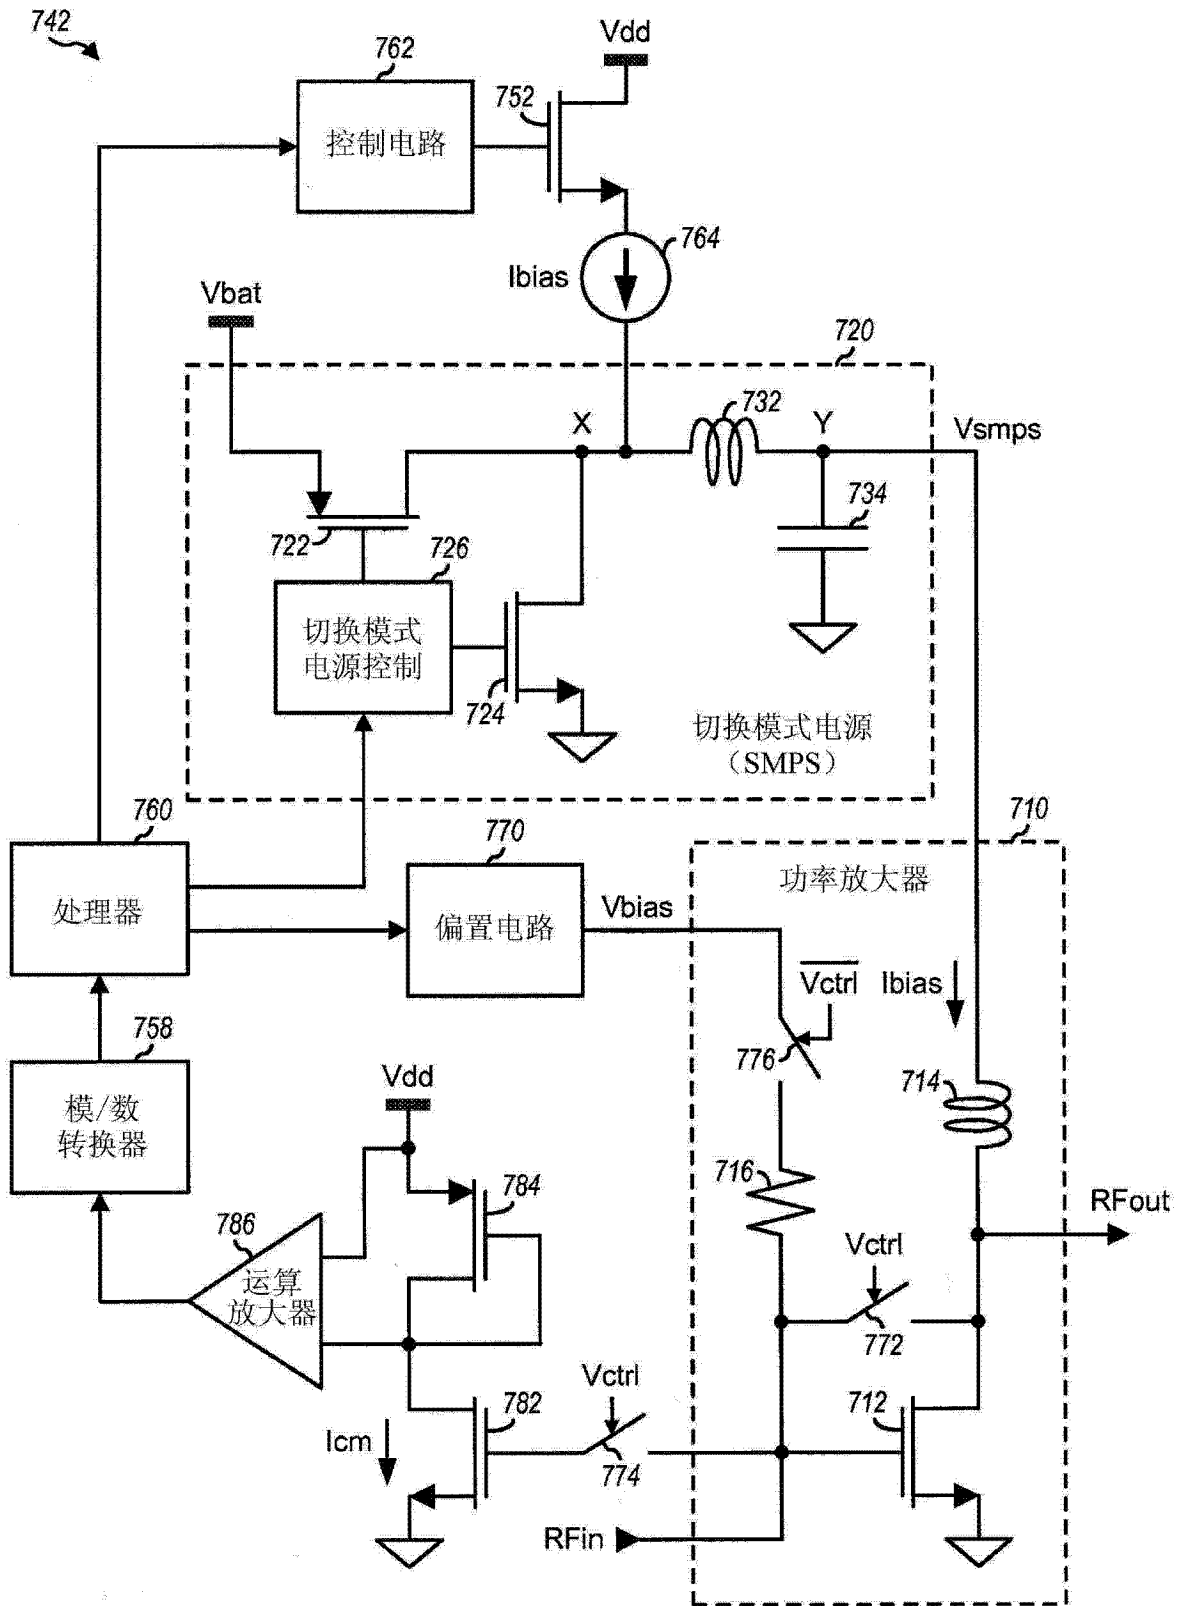 742
762
控制电路
Vdd
752
764
Ibias
Vbat
720
X
732
Y
Vsmps
734
722
726
切换模式
电源控制
724
切换模式电源
（SMPS）
760
处理器
770
偏置电路
Vbias
710
功率放大器
Vctrl
Ibias
776
714
758
模/数
转换器
Vdd
784
716
RFout
786
运算
放大器
Vctrl
772
782
Vctrl
712
Icm
774
RFin